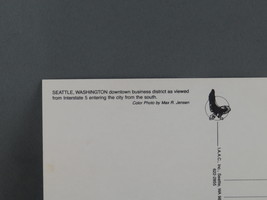 SEATTLE, WASHINGTON downtown business district as viewed
from Interstate 5 entering the city from the south.
Color Photo by Max R. Jensen